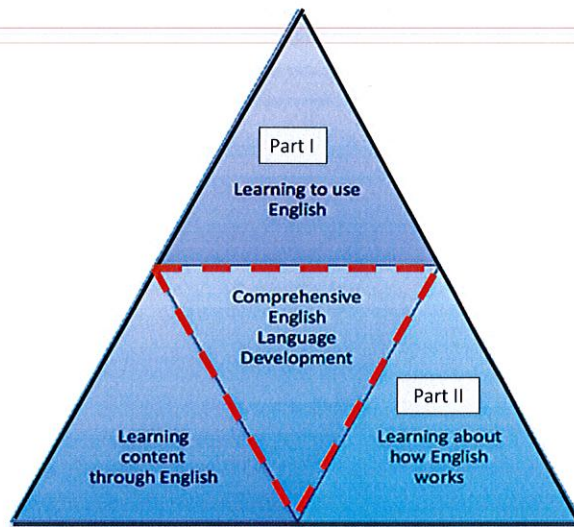 Part I
Learning to use
English
Comprehensive
English
Language
Development
Learning
content
through English
Part II
Learning about
how English
works